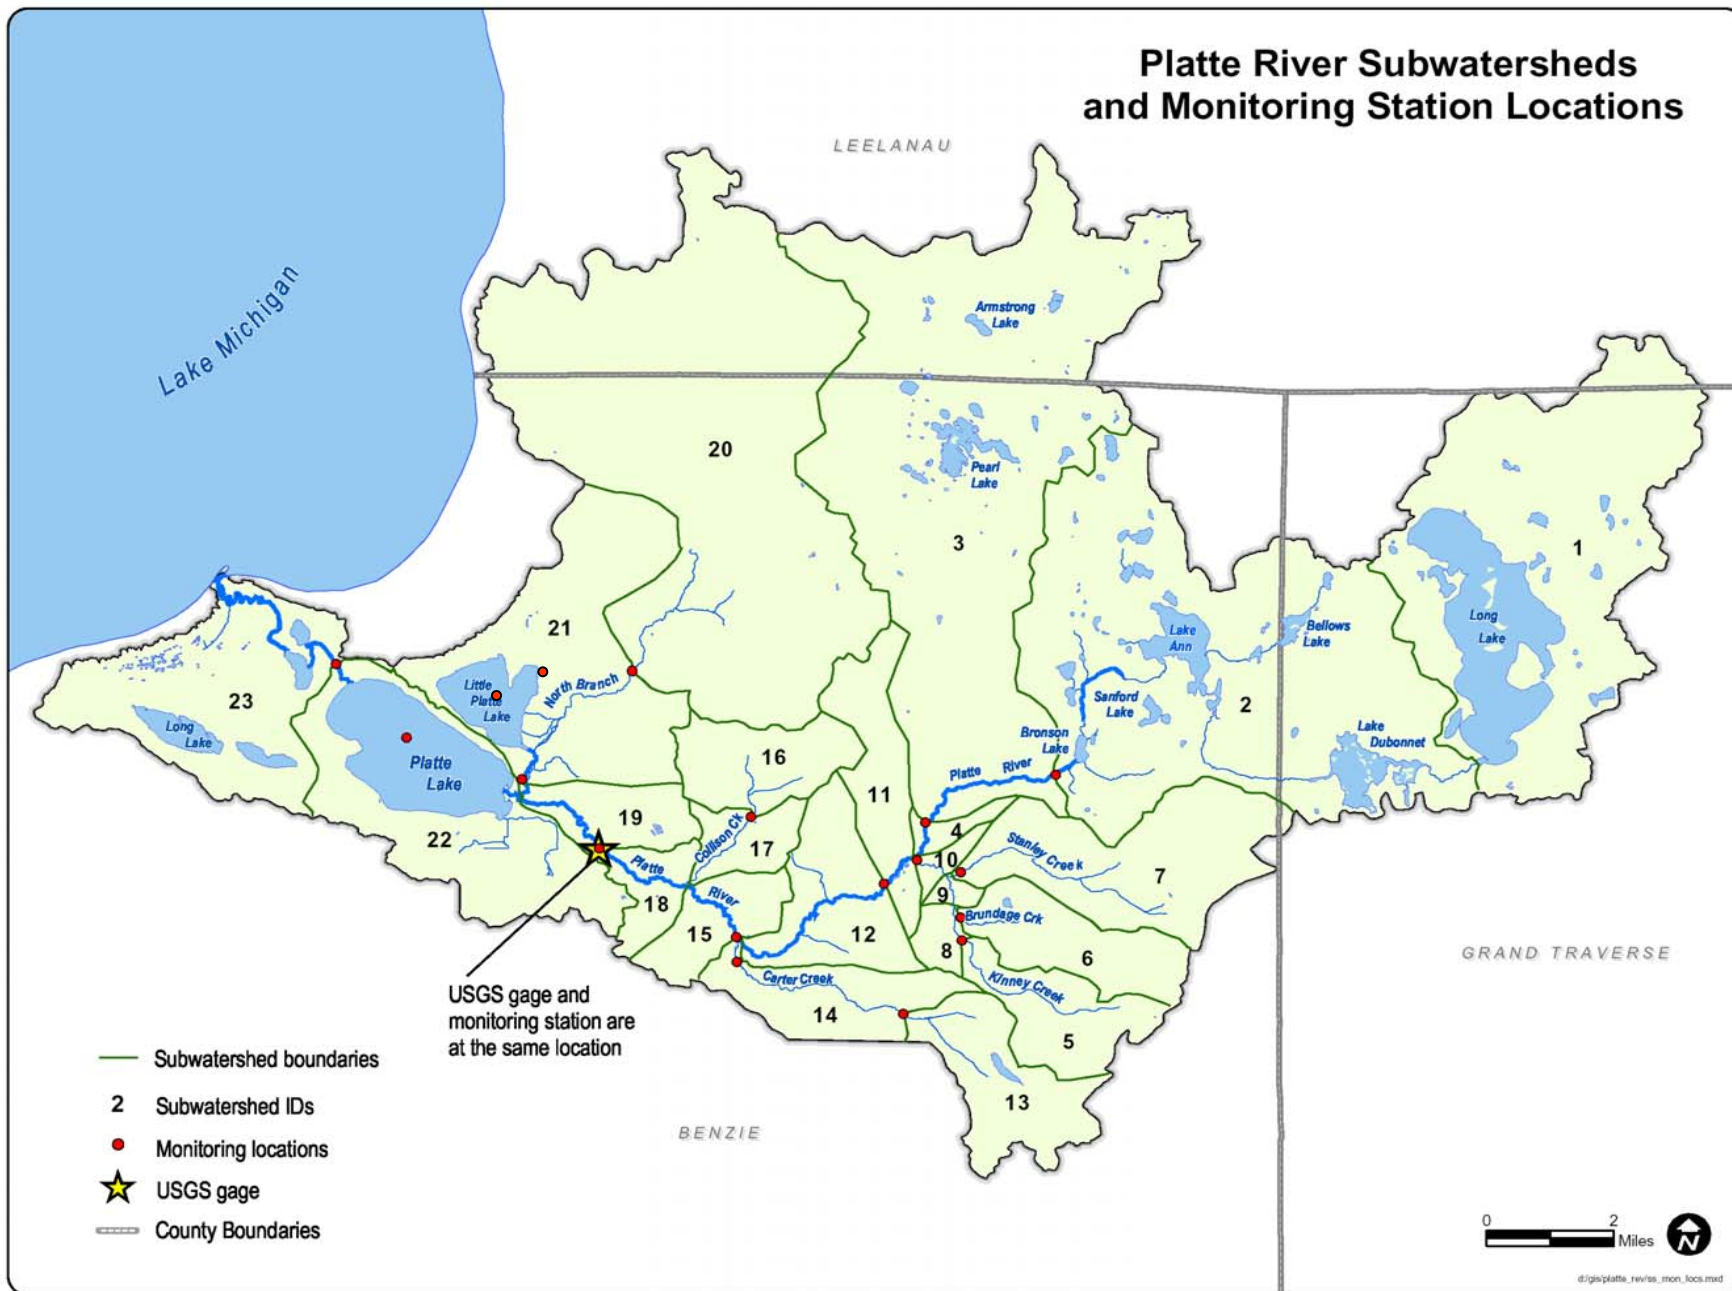 Platte River Subwatersheds
and Monitoring Station Locations
LEELANAU
Lake Michigan
Armstrong
Lake
20
Pearl
Lake
3
1
Long
Lake
21
Lake
Ann
Bellows
Lake
Little
Platte
Lake
North Branch
Sanford
Lake
2
23
Long
Lake
Bronson
Lake
Lake
Dubonnet
Platte
Lake
16
Platte River
11
19
4
22
Collison Ck
17
10
Stanley Creek
7
Platte
River
18
9
Brundage Crk
15
12
8
6
GRAND TRAVERSE
Carter Creek
Kinney Creek
14
5
13
USGS gage and
monitoring station are
at the same location
BENZIE
Subwatershed boundaries
2 Subwatershed IDs
Monitoring locations
USGS gage
County Boundaries
0 2
Miles
N
d:/gis/platte_rev/ss_mon_locs.mxd